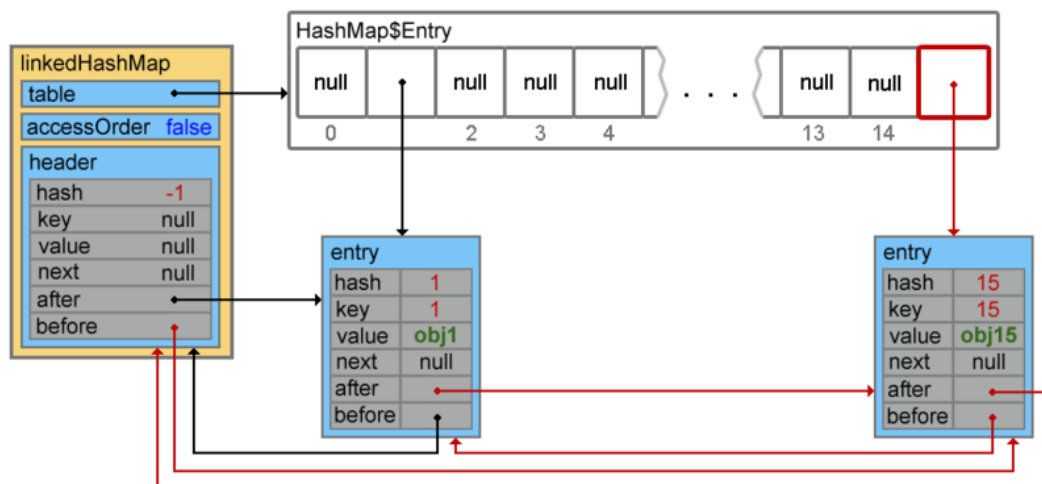 HashMap$Entry
null null null null . . . null null
0 2 3 4 13 14
linkedHashMap
table
accessOrder false
header
hash -1
key null
value null
next null
after
before
entry
hash 1
key 1
value obj1
next null
after
before
entry
hash 15
key 15
value obj15
next null
after
before